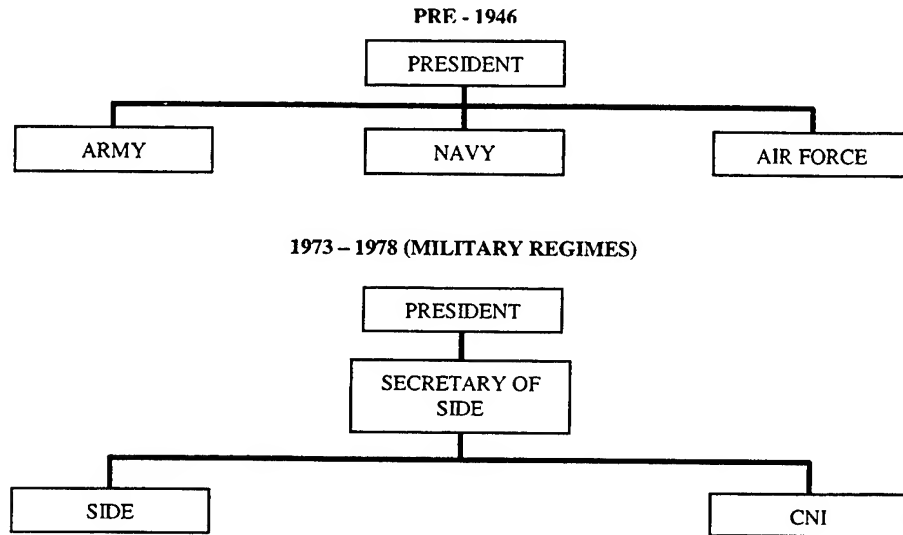 PRE - 1946
PRESIDENT
ARMY
NAVY
AIR FORCE
1973 – 1978 (MILITARY REGIMES)
PRESIDENT
SECRETARY OF
SIDE
SIDE
CNI